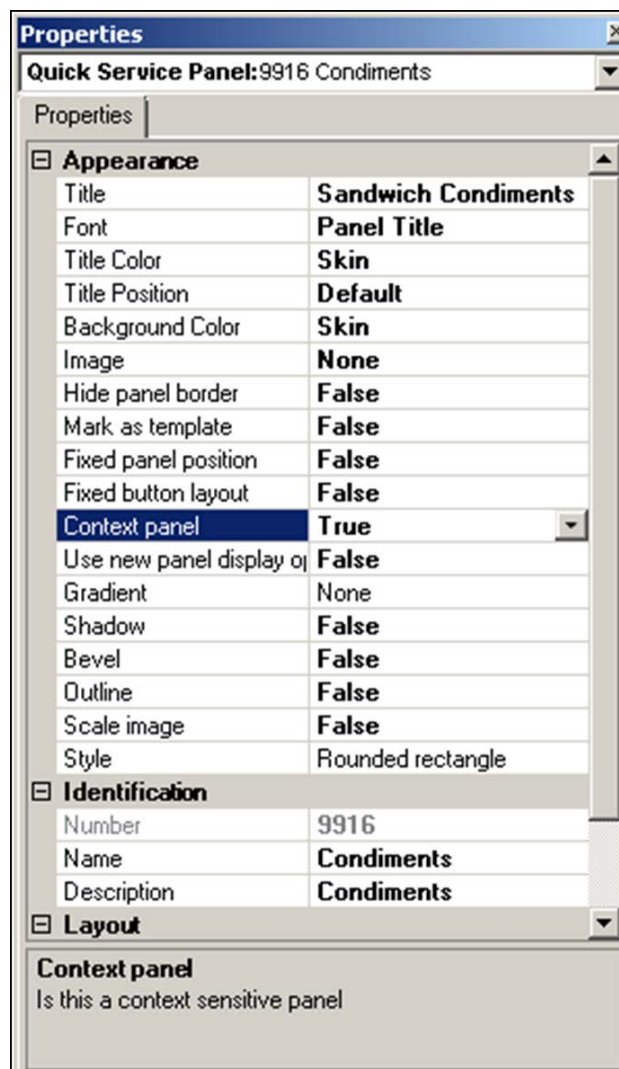 Properties
Quick Service Panel:9916 Condiments
Properties
Appearance
Title Sandwich Condiments
Font Panel Title
Title Color Skin
Title Position Default
Background Color Skin
Image None
Hide panel border False
Mark as template False
Fixed panel position False
Fixed button layout False
Context panel True
Use new panel display o False
Gradient None
Shadow False
Bevel False
Outline False
Scale image False
Style Rounded rectangle
Identification
Number 9916
Name Condiments
Description Condiments
Layout
Context panel
Is this a context sensitive panel